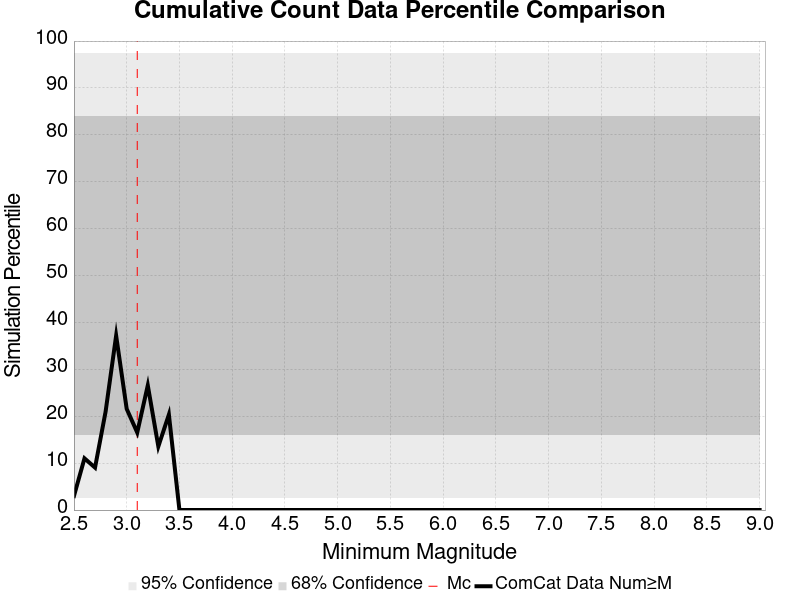 Cumulative Count Data Percentile Comparison
100
90
80
70
60
50
40
30
20
10
0
Simulation Percentile
2.5 3.0 3.5 4.0 4.5 5.0 5.5 6.0 6.5 7.0 7.5 8.0 8.5 9.0
Minimum Magnitude
95% Confidence 68% Confidence Mc ComCat Data Num≥M